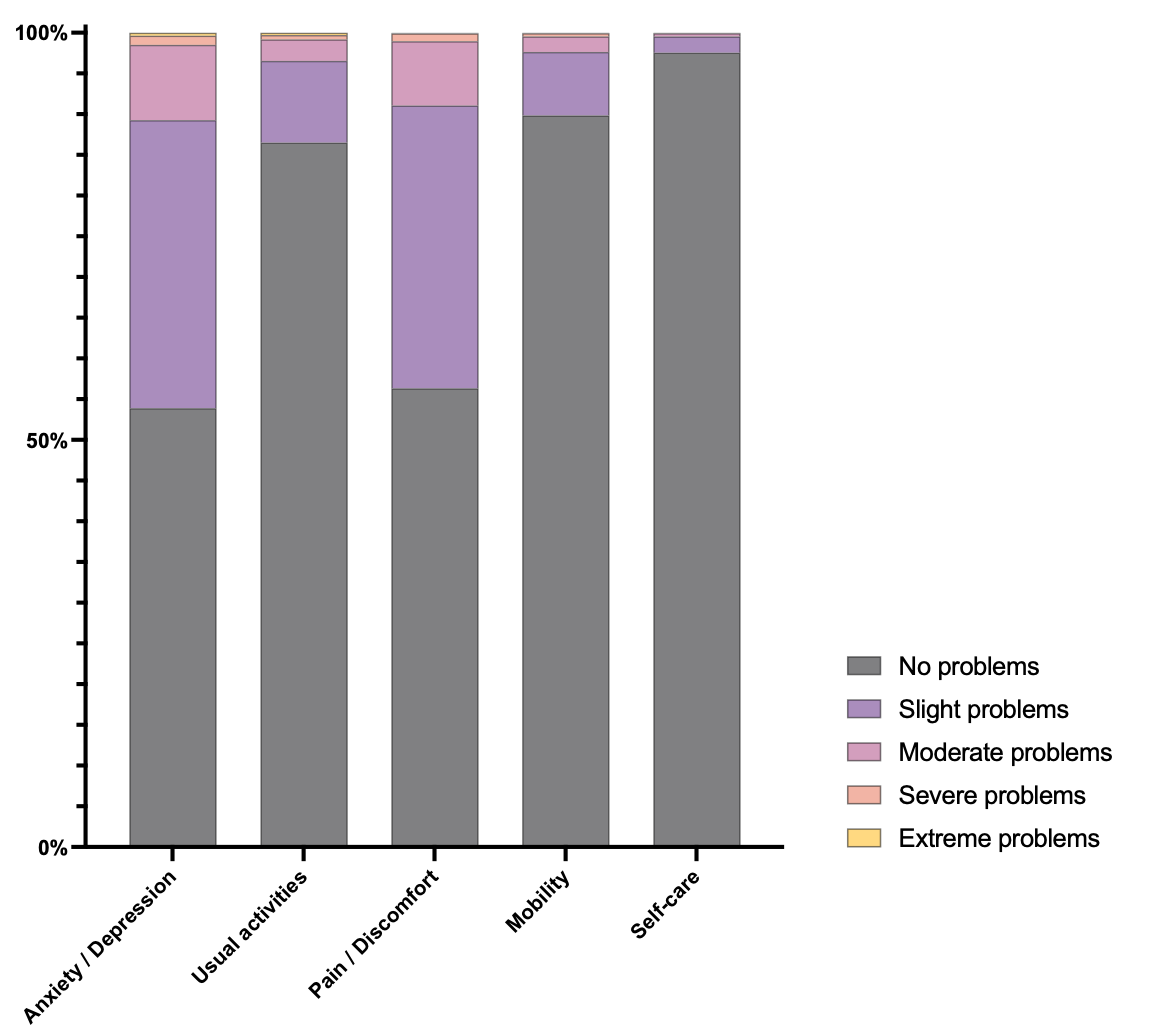 100%
50%
0%
Anxiety / Depression
Usual activities
Pain / Discomfort
Mobility
Self-care
No problems
Slight problems
Moderate problems
Severe problems
Extreme problems